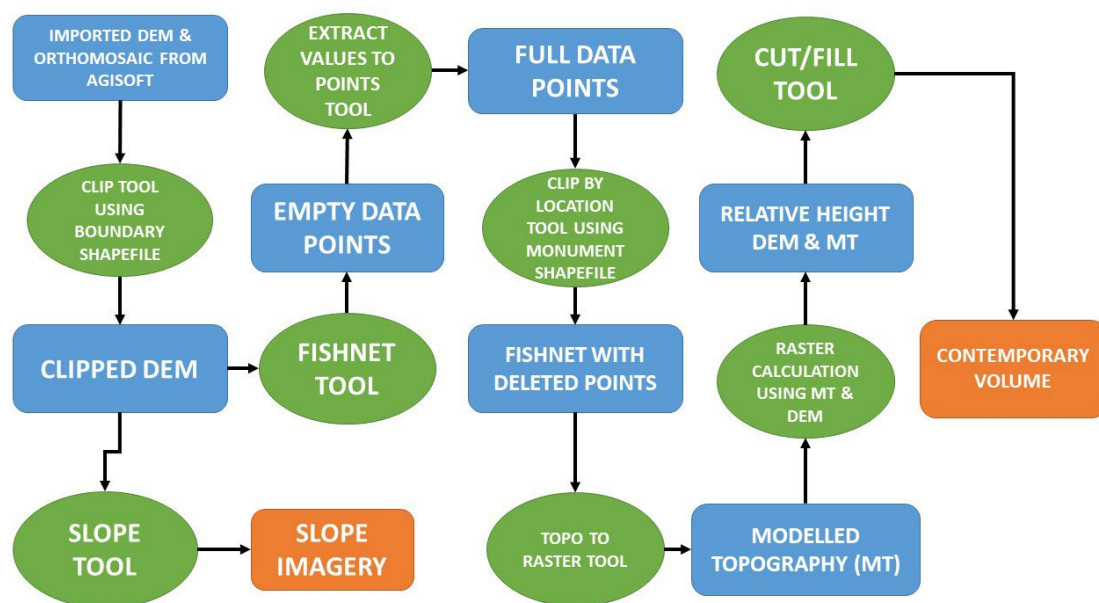 IMPORTED DEM &
ORTHOMOSAIC FROM
AGISOFT
CLIP TOOL
USING
BOUNDARY
SHAPEFILE
CLIPPED DEM
SLOPE
TOOL
SLOPE
IMAGERY
FISHNET
TOOL
EMPTY DATA
POINTS
EXTRACT
VALUES TO
POINTS
TOOL
FULL DATA
POINTS
CLIP BY
LOCATION
TOOL USING
MONUMENT
SHAPEFILE
FISHNET WITH
DELETED POINTS
TOPO TO
RASTER TOOL
MODELLED
TOPOGRAPHY (MT)
RASTER
CALCULATION
USING MT &
DEM
RELATIVE HEIGHT
DEM & MT
CUT/FILL
TOOL
CONTEMPORARY
VOLUME